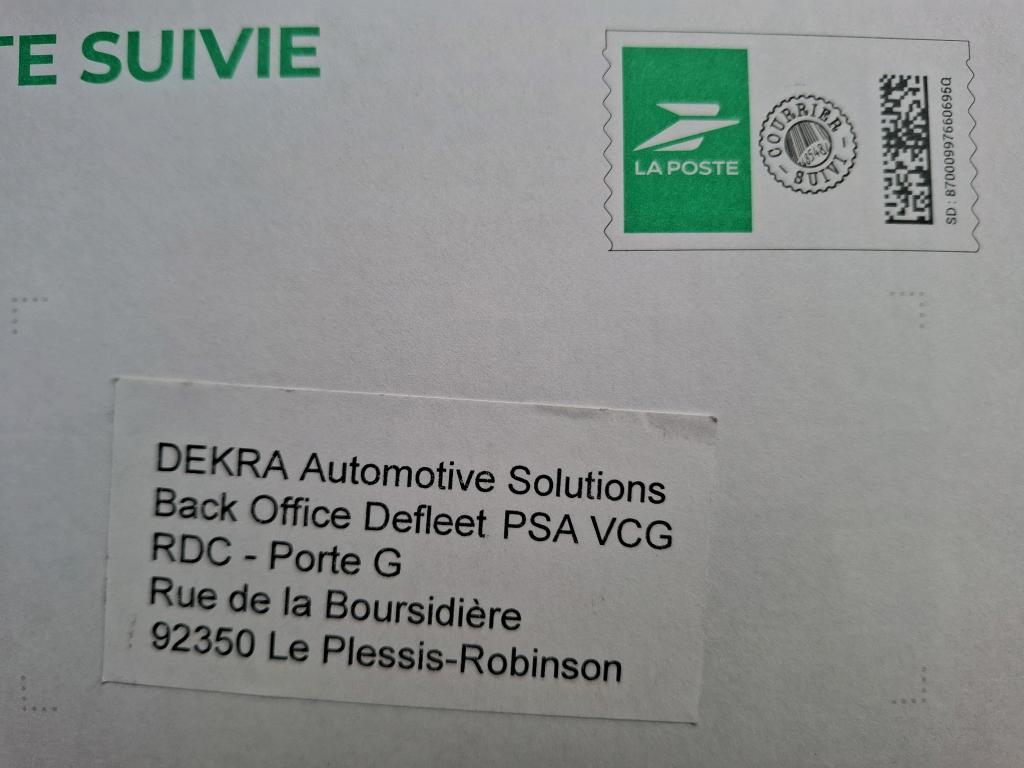 TE SUIVIE
LA POSTE
COURRIER
SUIVI
SD : 87000997660695Q
DEKRA Automotive Solutions
Back Office Defleet PSA VCG
RDC - Porte G
Rue de la Boursidière
92350 Le Plessis-Robinson